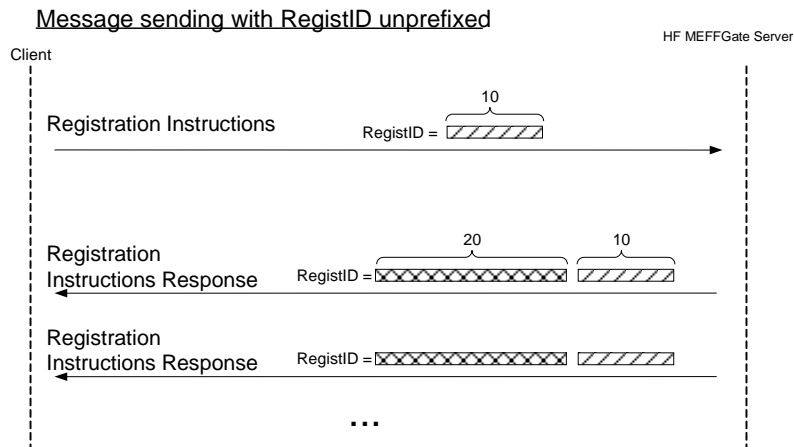 Message sending with RegistID unprefixed
HF MEFFGate Server
Client
10
Registration Instructions
RegistID =
20
10
Registration
Instructions Response
RegistID =
Registration
Instructions Response
RegistID =
...